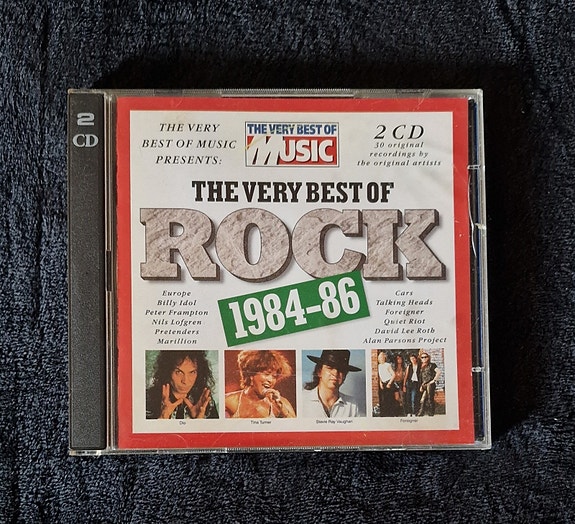 2
CD
THE VERY
BEST OF MUSIC
PRESENTS:
THE VERY BEST OF
MUSIC
2 CD
30 original
recordings by
the original artists
THE VERY BEST OF
ROCK
1984-86
Europe
Billy Idol
Peter Frampton
Nils Lofgren
Pretenders
Marillion
Cars
Talking Heads
Foreigner
Quiet Riot
David Lee Roth
Alan Parsons Project
Dio
Tina Turner
Stevie Ray Vaughan
Foreigner